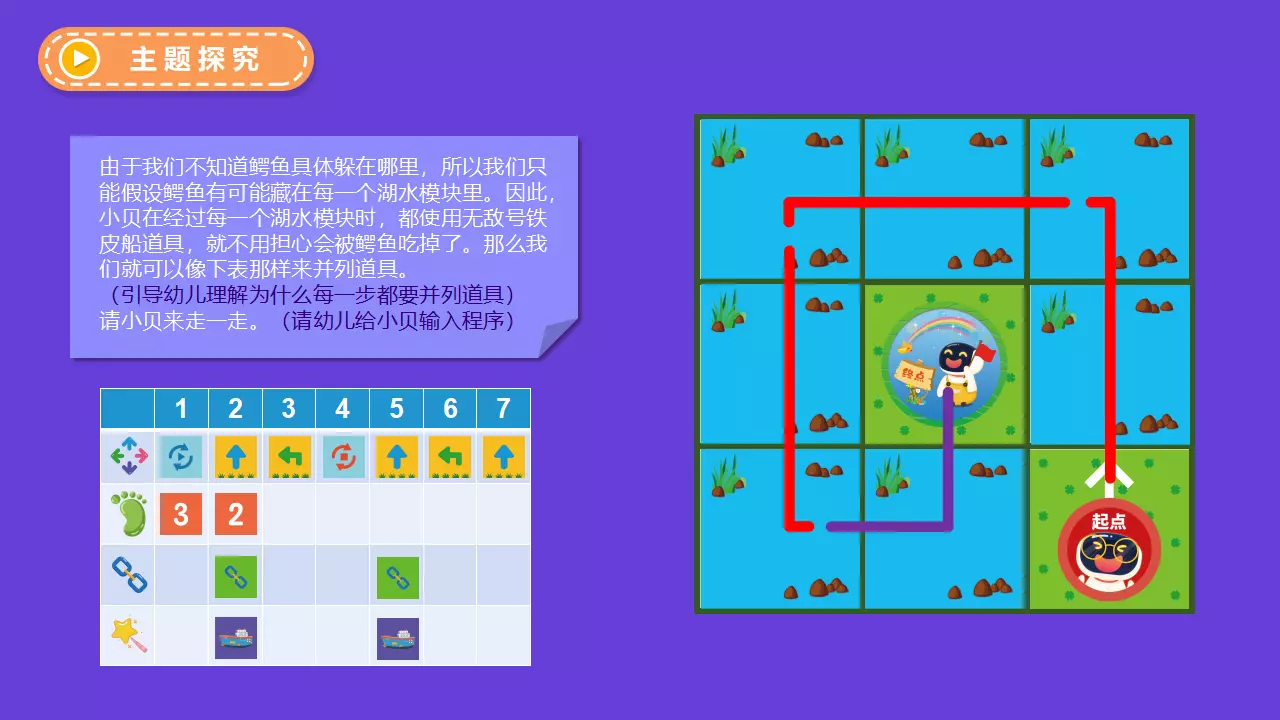 主题探究
由于我们不知道鳄鱼具体躲在哪里，所以我们只
能假设鳄鱼有可能藏在每一个湖水模块里。因此，
小贝在经过每一个湖水模块时，都使用无敌号铁
皮船道具，就不用担心会被鳄鱼吃掉了。那么我
们就可以像下表那样来并列道具。
（引导幼儿理解为什么每一步都要并列道具）
请小贝来走一走。（请幼儿给小贝输入程序）
1 2 3 4 5 6 7
3 2
终点
起点